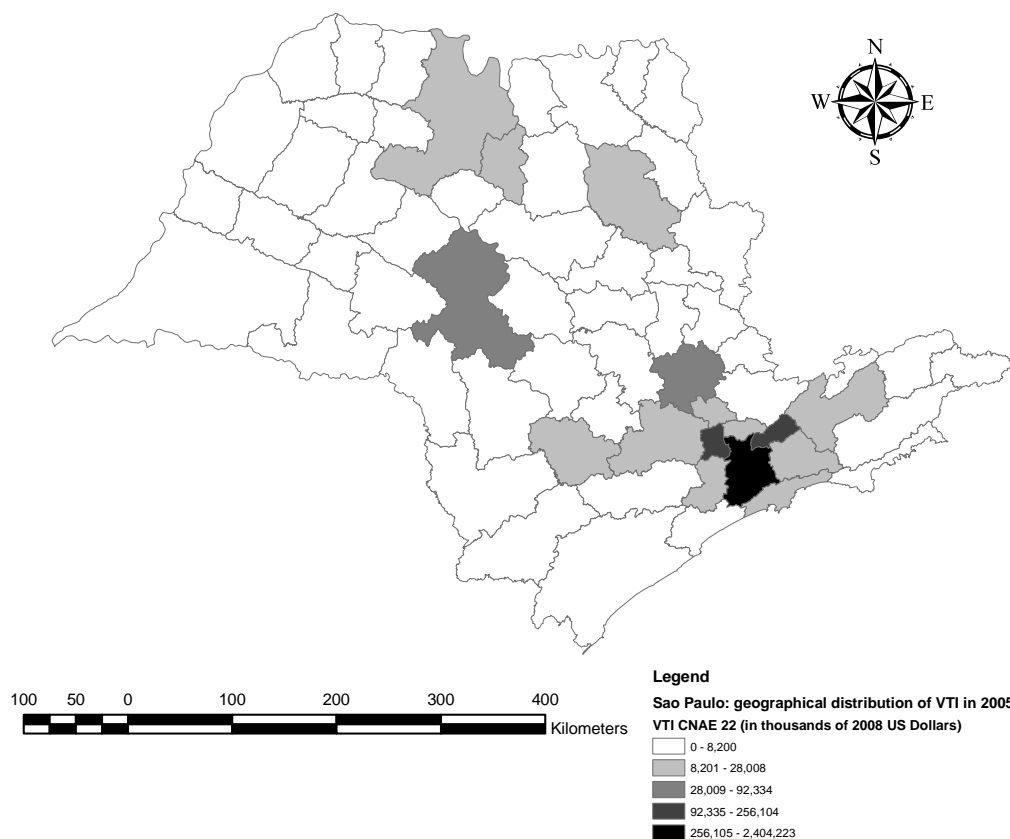 N
W E
S
100 50 0 100 200 300 400
Kilometers
Legend
Sao Paulo: geographical distribution of VTI in 2005
VTI CNAE 22 (in thousands of 2008 US Dollars)
0 - 8,200
8,201 - 28,008
28,009 - 92,334
92,335 - 256,104
256,105 - 2,404,223